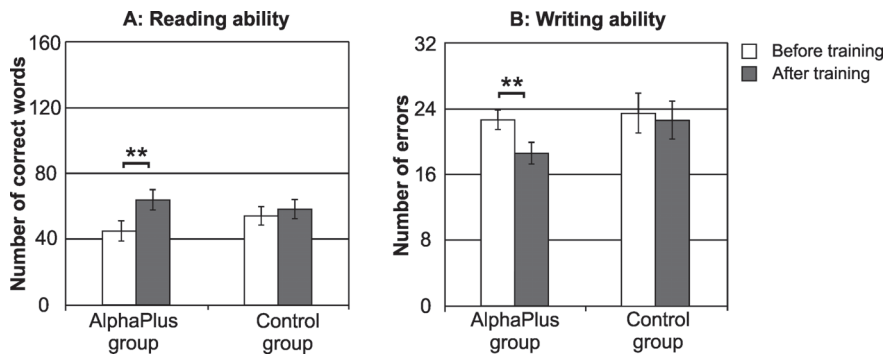 A: Reading ability
Number of correct words
160
120
80
40
0
**
AlphaPlus
group
Control
group
B: Writing ability
Number of errors
32
24
16
8
0
**
AlphaPlus
group
Control
group
Before training
After training